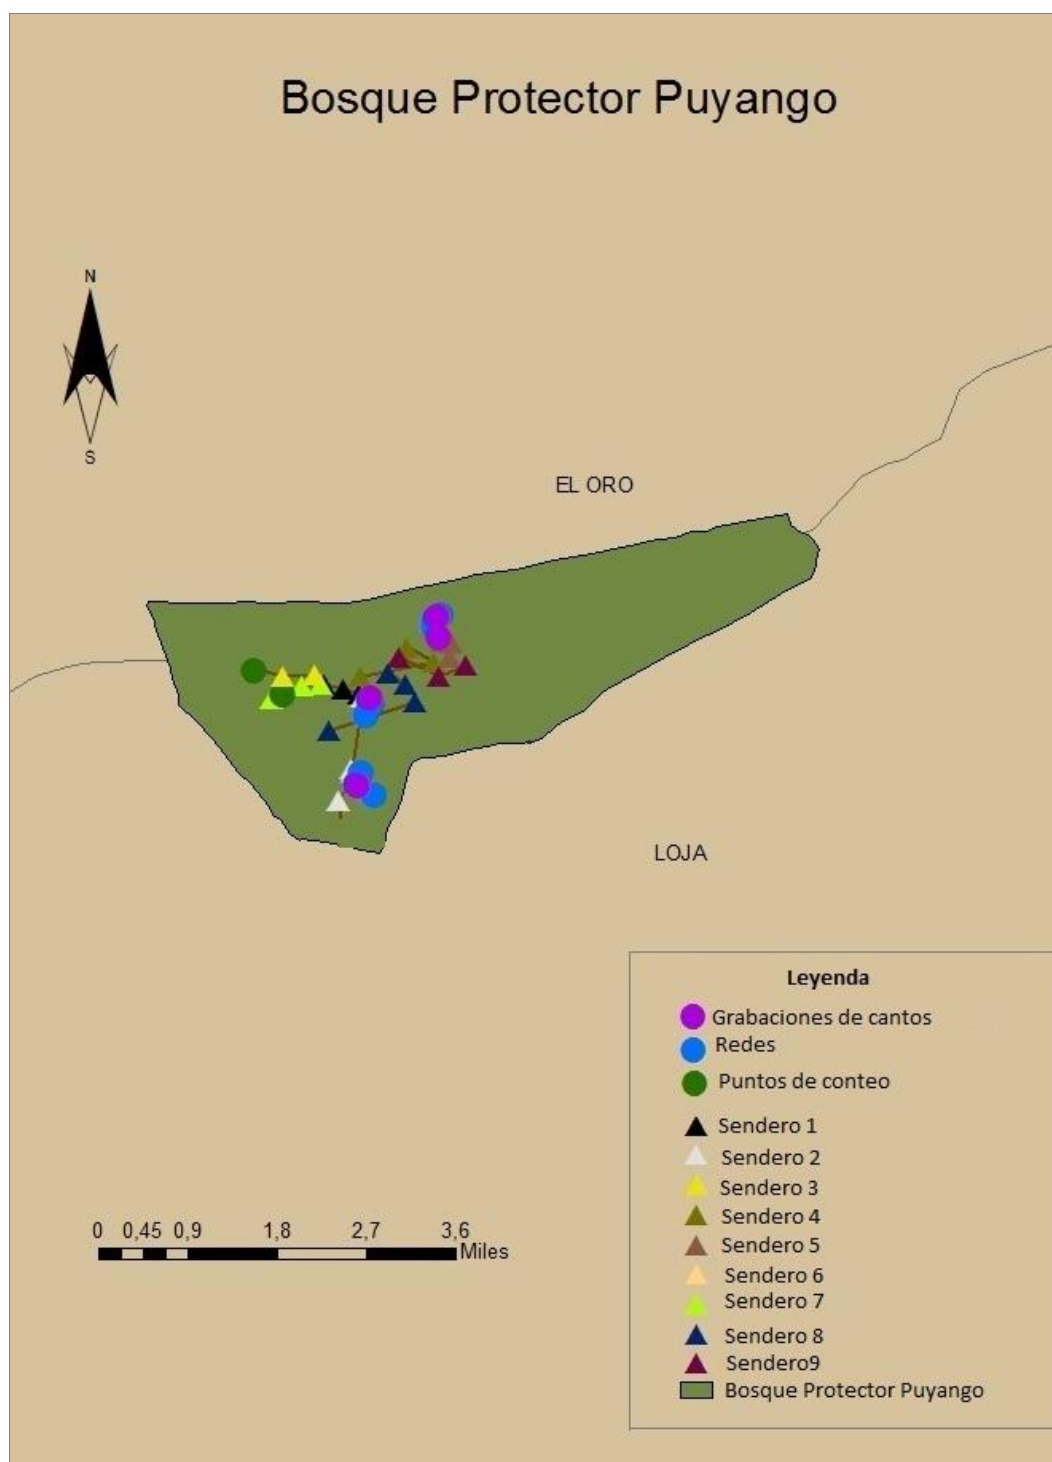 Bosque Protector Puyango
N
S
EL ORO
LOJA
Leyenda
Grabaciones de cantos
Redes
Puntos de conteo
Sendero 1
Sendero 2
Sendero 3
Sendero 4
Sendero 5
Sendero 6
Sendero 7
Sendero 8
Sendero9
Bosque Protector Puyango
0 0,45 0,9 1,8 2,7 3,6
Miles